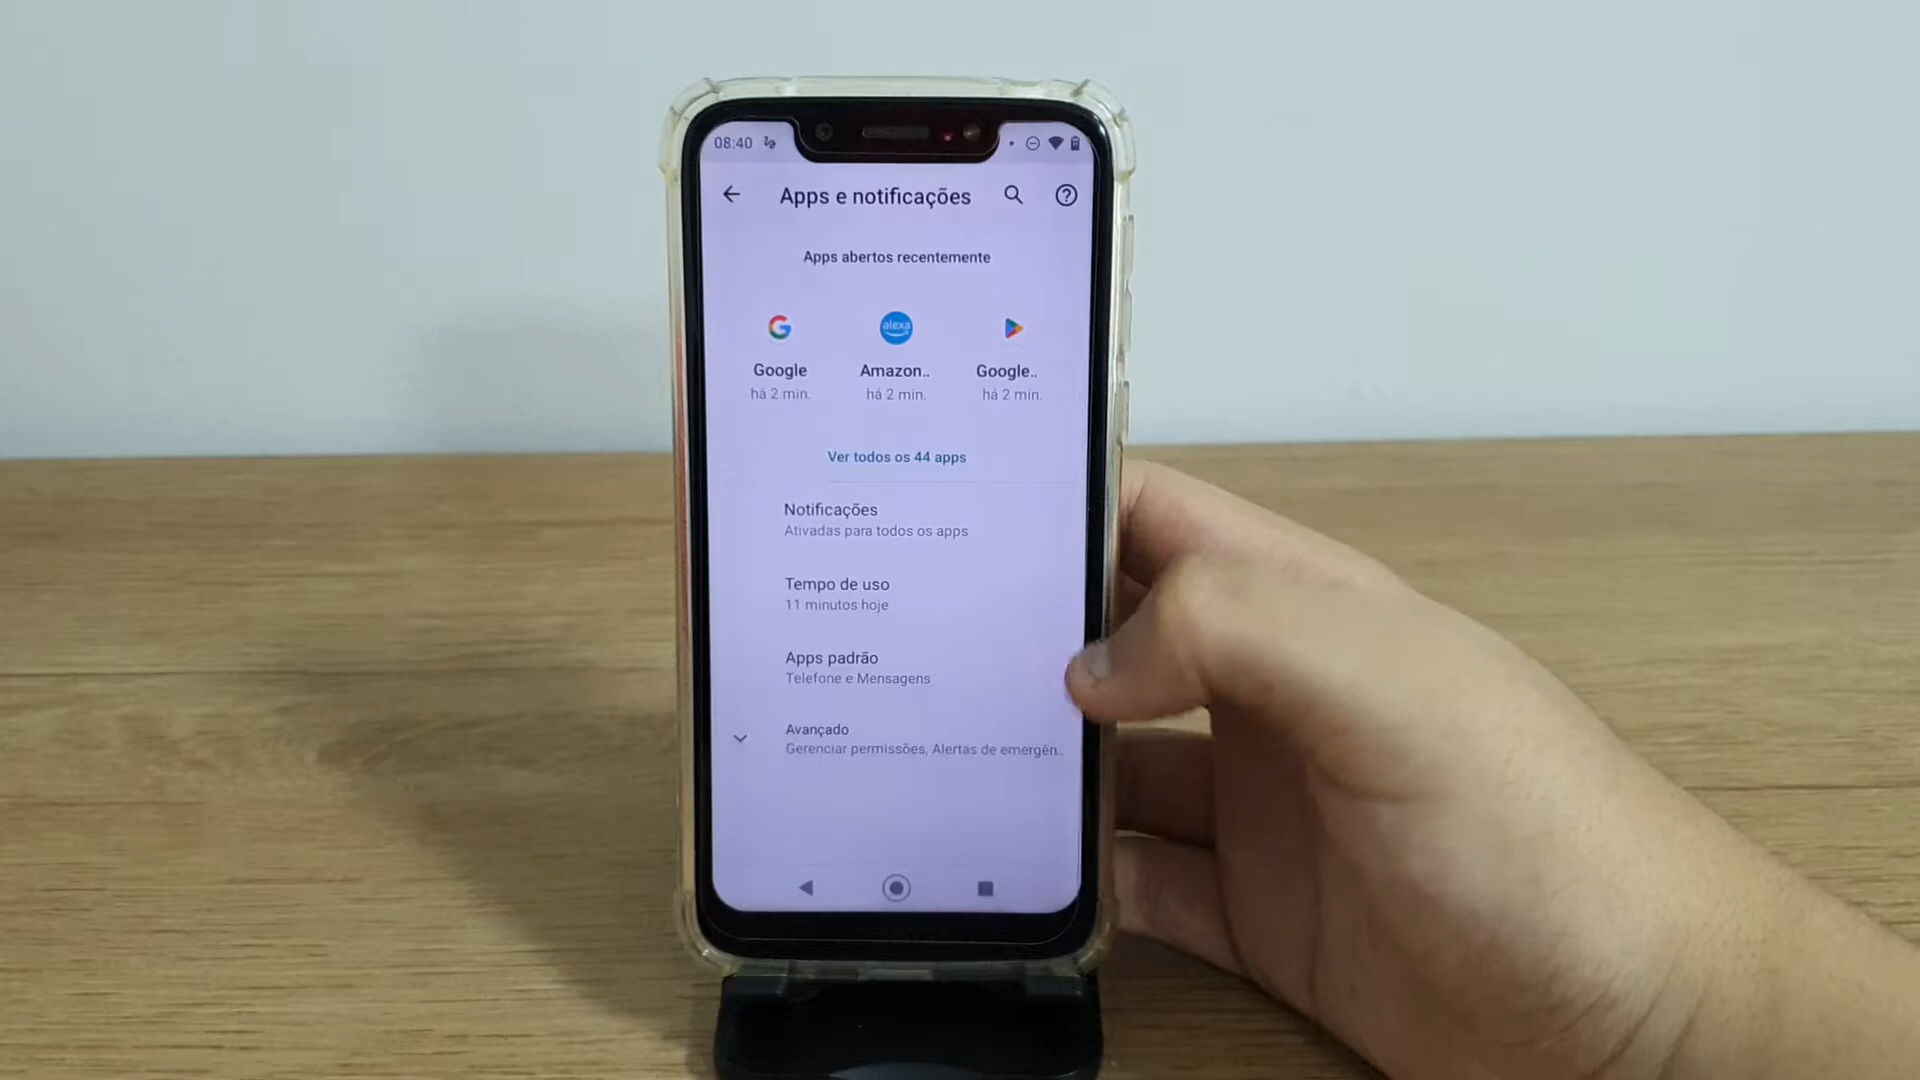 08:40
Apps e notificações
Apps abertos recentemente
alexa
Google
Amazon..
Google..
há 2 min.
há 2 min.
há 2 min.
Ver todos os 44 apps
Notificações
Ativadas para todos os apps
Tempo de uso
11 minutos hoje
Apps padrão
Telefone e Mensagens
Avançado
Gerenciar permissões, Alertas de emergên..